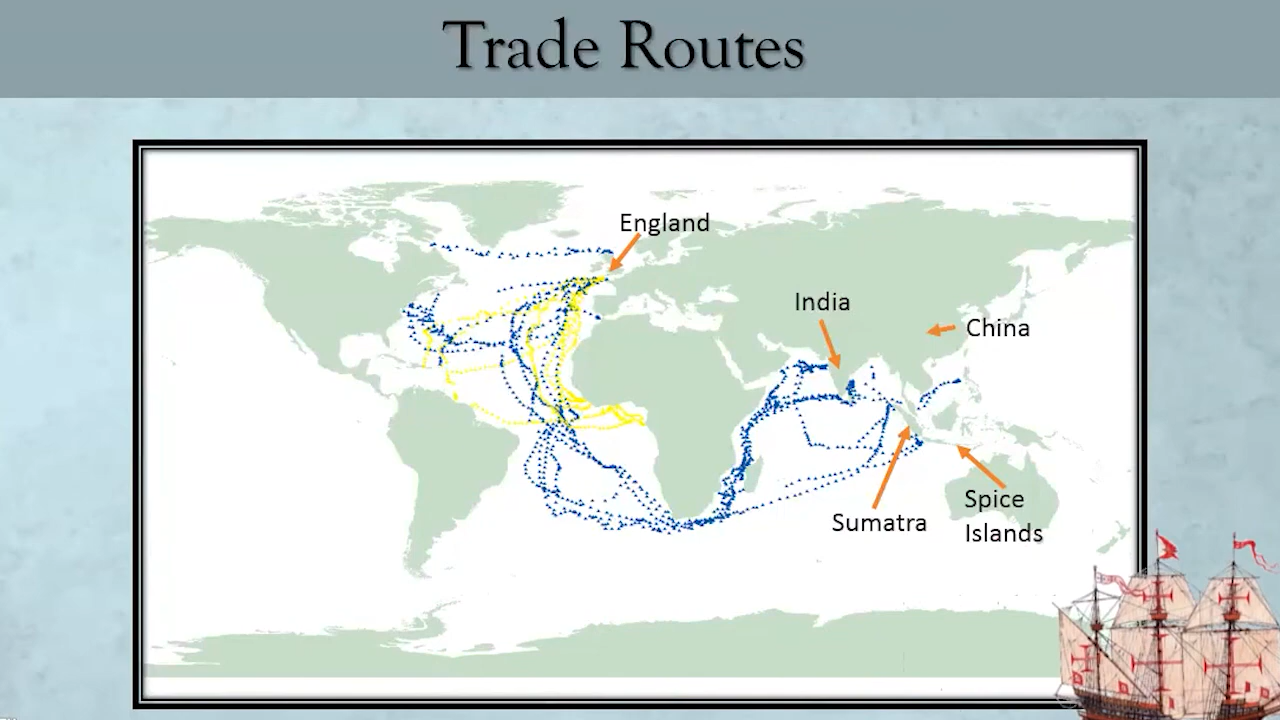 Trade Routes
England
India
China
Sumatra
Spice
Islands